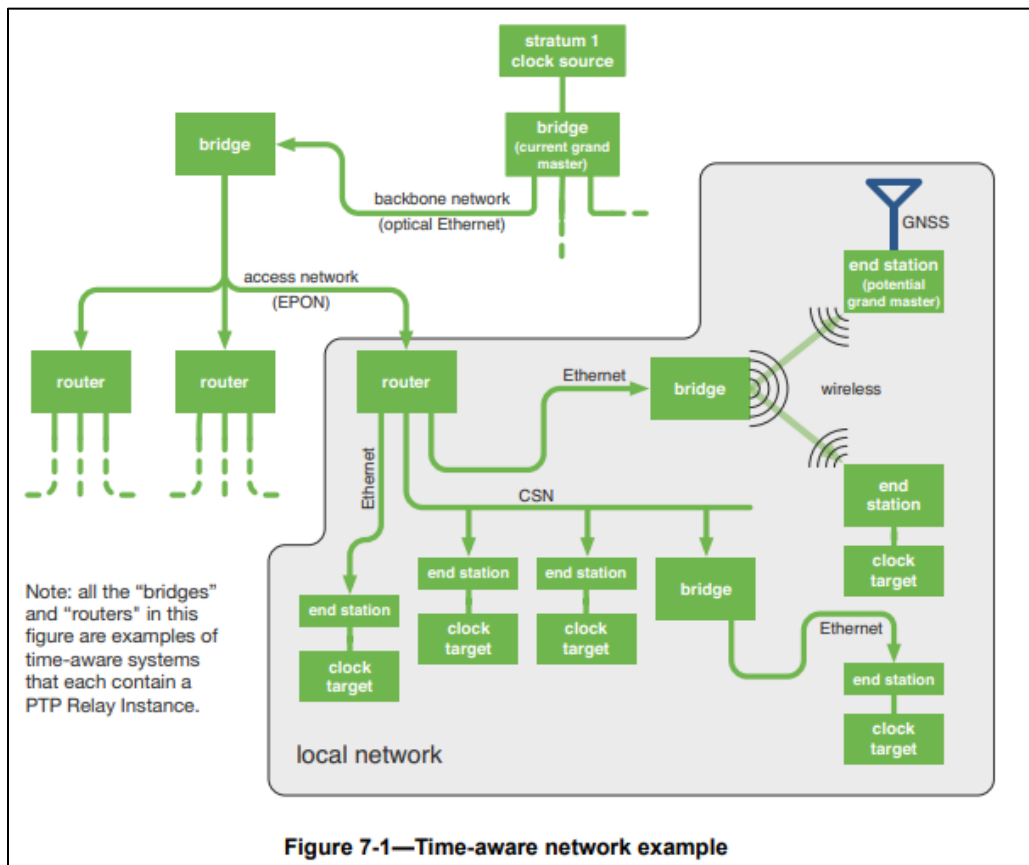 stratum 1
clock source
bridge
(current grand
master)
bridge
backbone network
(optical Ethernet)
GNSS
end station
(potential
grand master)
access network
(EPON)
router
router
router
Ethernet
bridge
wireless
Ethernet
CSN
end
station
clock
target
end station
clock
target
end station
clock
target
bridge
end station
clock
target
Ethernet
end station
clock
target
Note: all the “bridges”
and “routers" in this
figure are examples of
time-aware systems
that each contain a
PTP Relay Instance.
local network
Figure 7-1—Time-aware network example